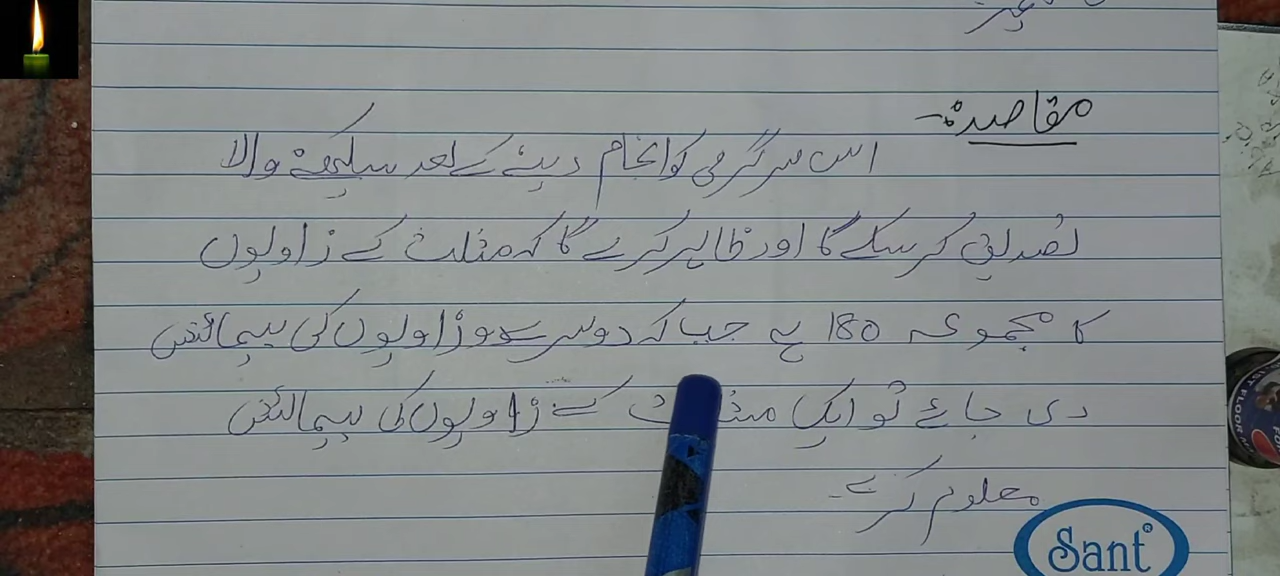 مقاصد:-
اس سرگرمی کو انجام دینے کے بعد سیکھنے والا
تصدیق کر سکے گا اور ظاہر کرے گا کہ مثلث کے زاویوں
کا مجموعہ 180 ہے جب کہ دوسرے دو زاویوں کی پیمائش
دی جائے تو ایک مثلث کے زاویوں کی پیمائش
معلوم کرے-
Sant